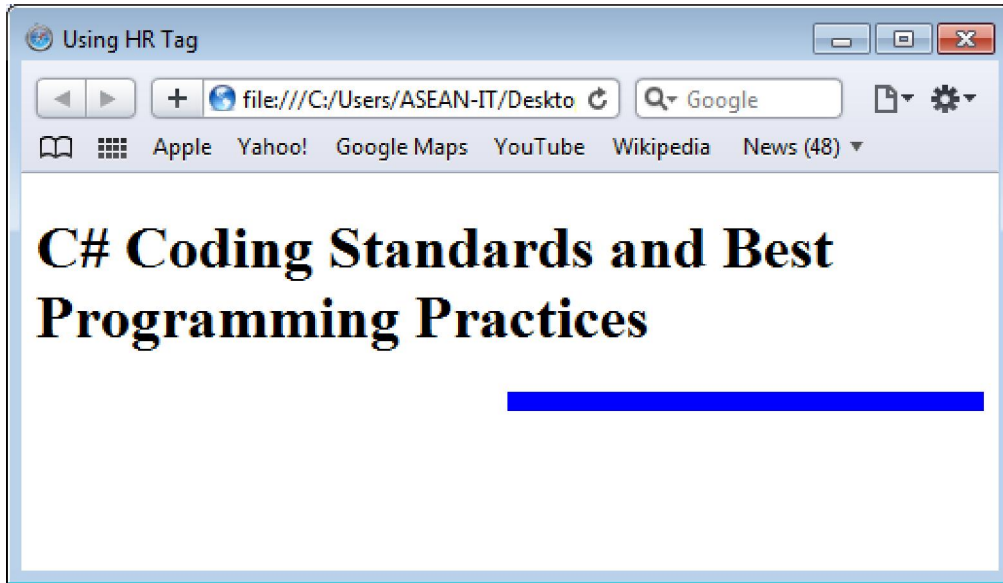 Using HR Tag
file:///C:/Users/ASEAN-IT/Deskto
Google
Apple Yahoo! Google Maps YouTube Wikipedia News (48)
C# Coding Standards and Best
Programming Practices